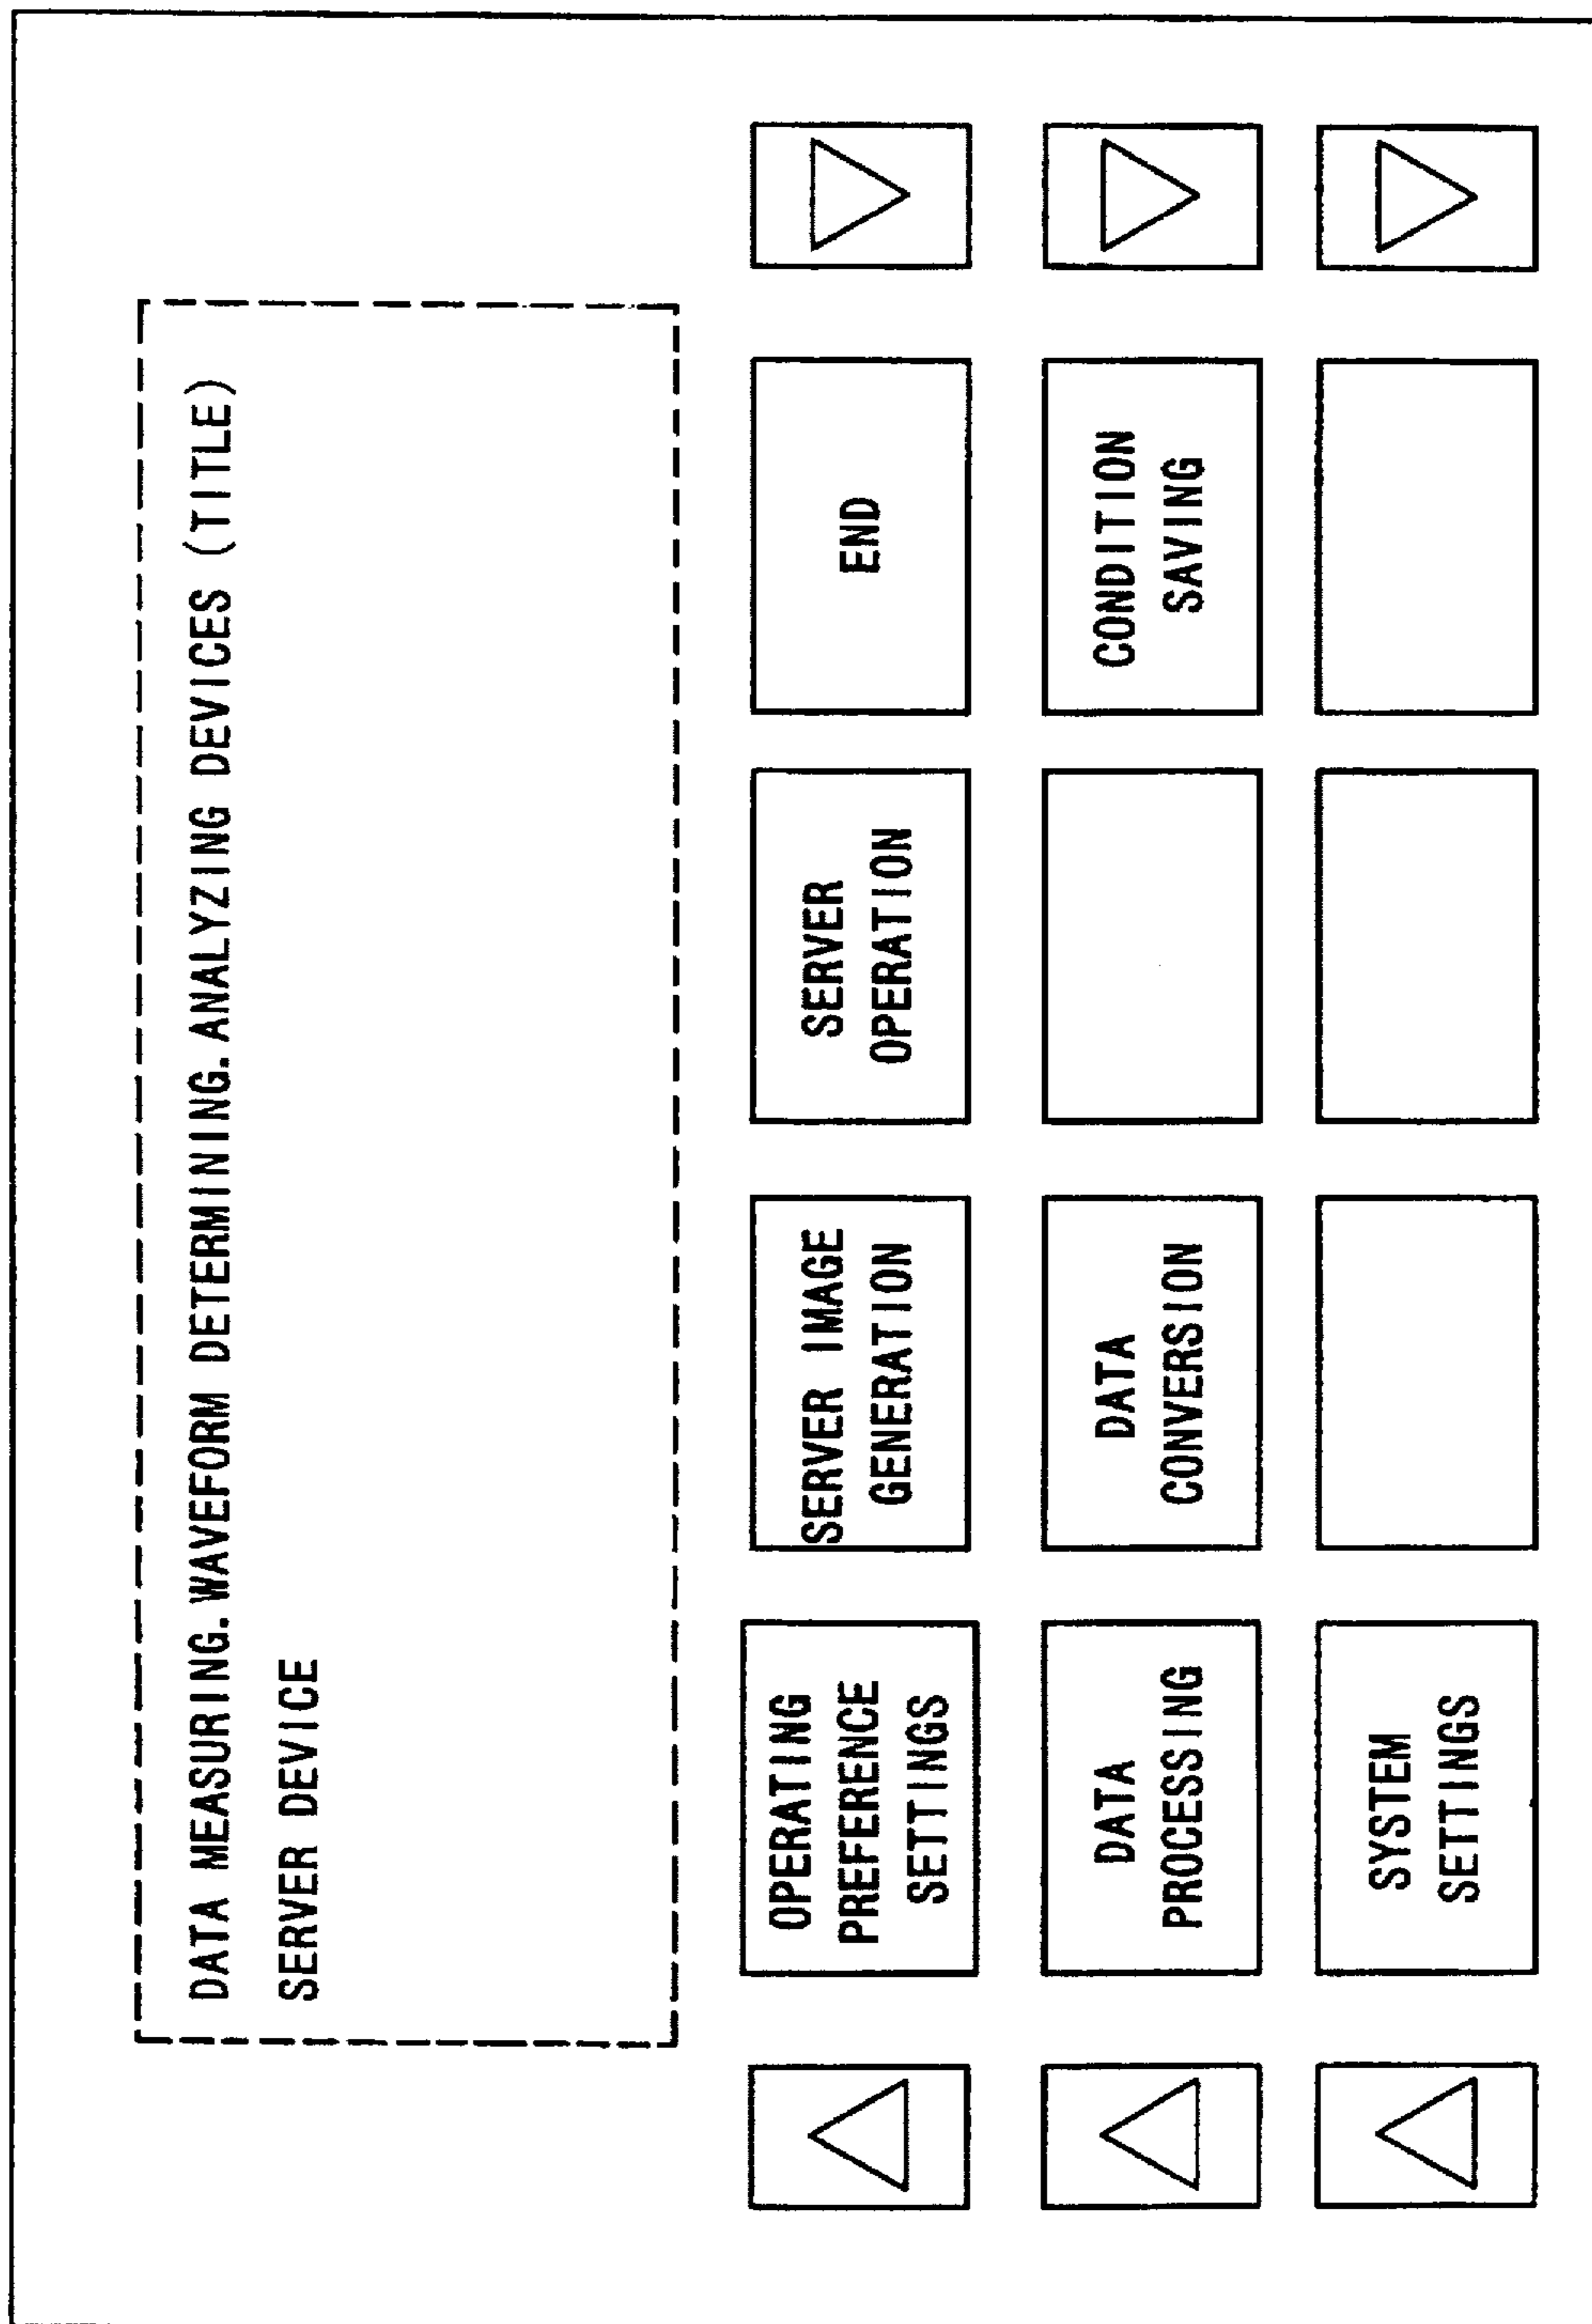 DATA MEASURING. WAVEFORM DETERMINING. ANALYZING DEVICES (TITLE)
SERVER DEVICE
OPERATING
PREFERENCE
SETTINGS
SERVER IMAGE
GENERATION
SERVER
OPERATION
END
DATA
PROCESSING
DATA
CONVERSION
CONDITION
SAVING
SYSTEM
SETTINGS